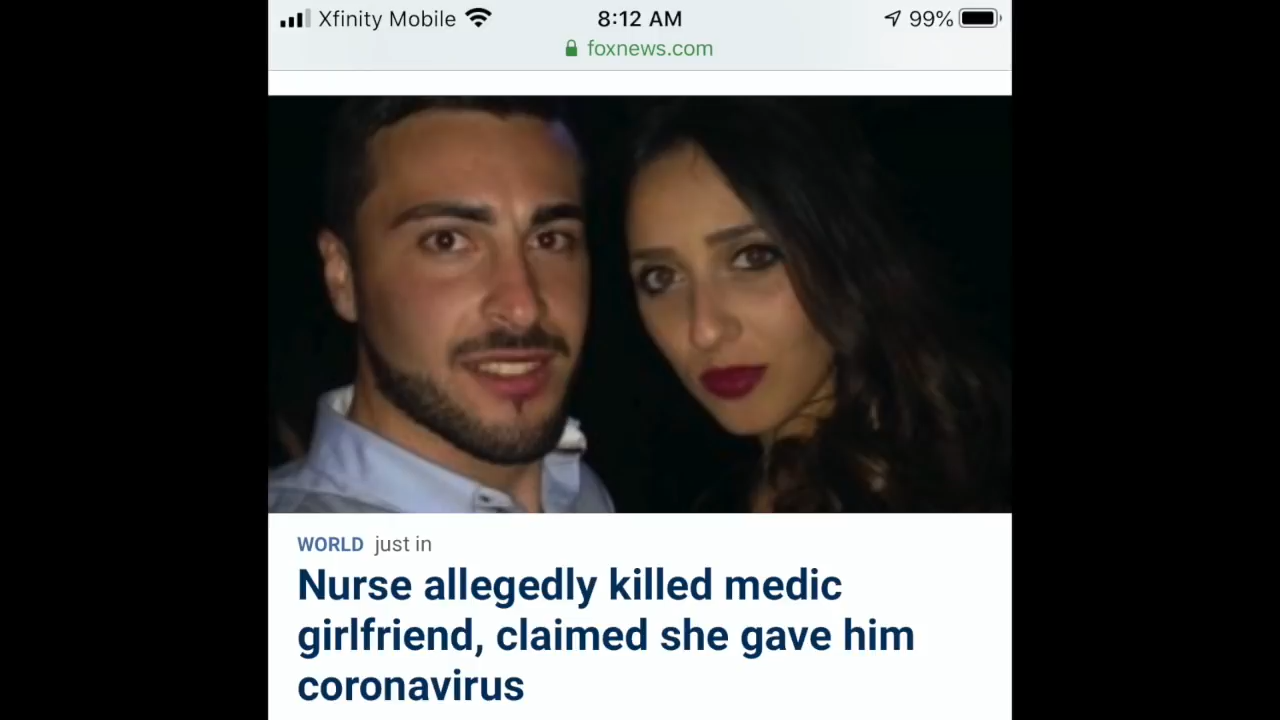 Xfinity Mobile 8:12 AM 99%
foxnews.com
WORLD just in
Nurse allegedly killed medic
girlfriend, claimed she gave him
coronavirus